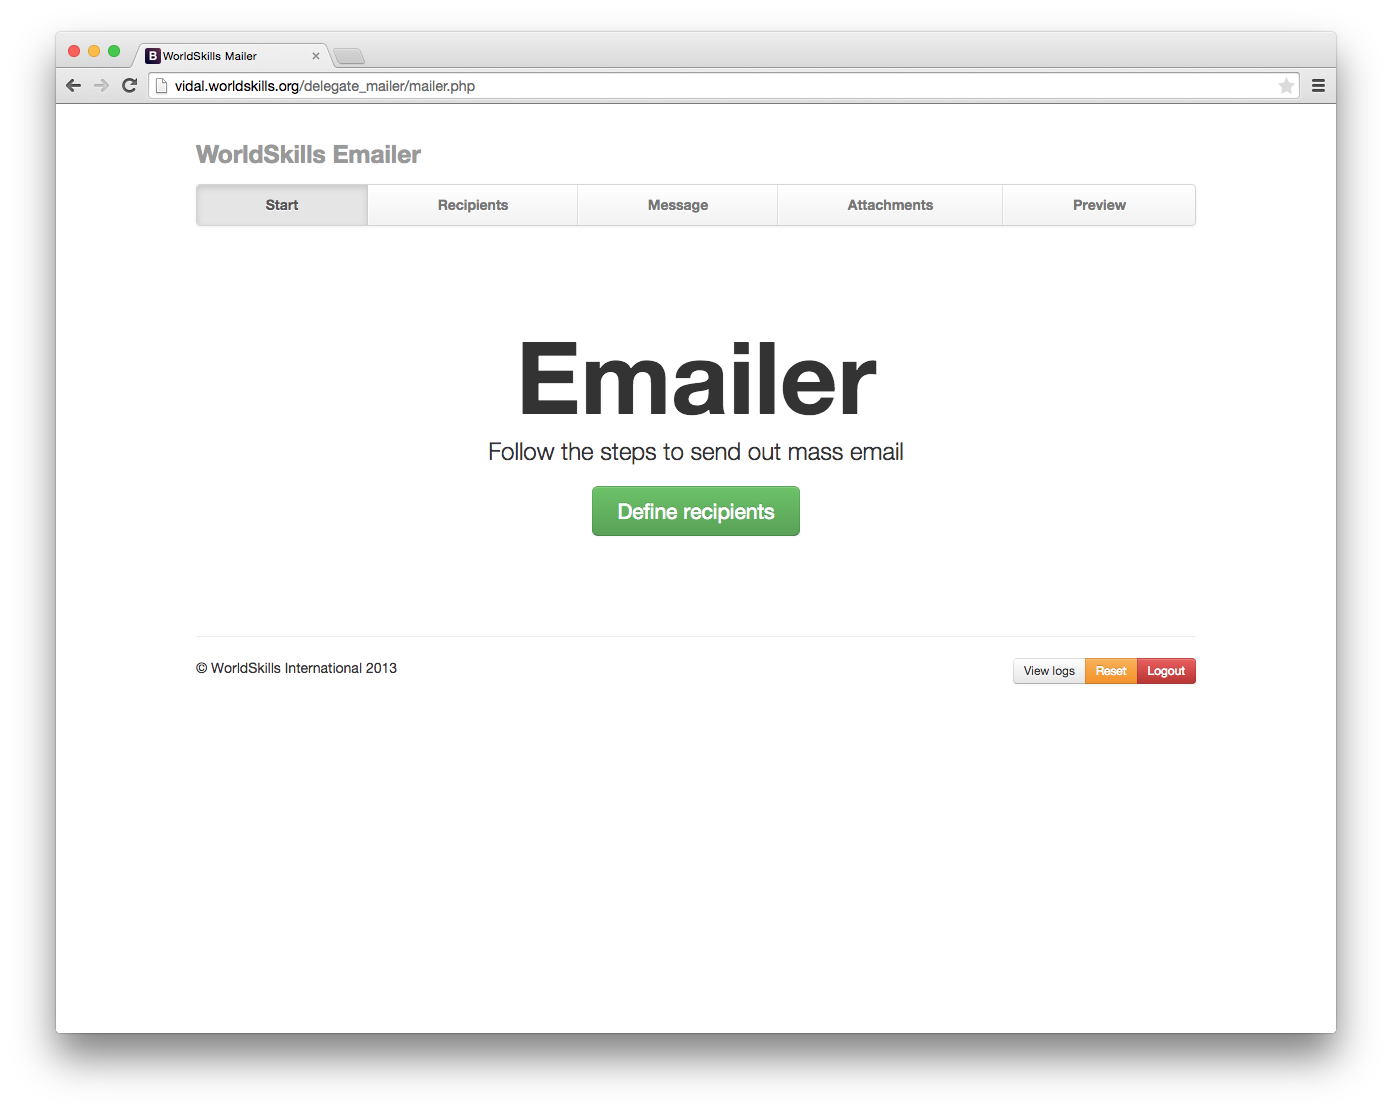 WorldSkills Mailer
vidal.worldskills.org/delegate_mailer/mailer.php
WorldSkills Emailer
Start Recipients Message Attachments Preview
Emailer
Follow the steps to send out mass email
Define recipients
© WorldSkills International 2013 View logs Reset Logout